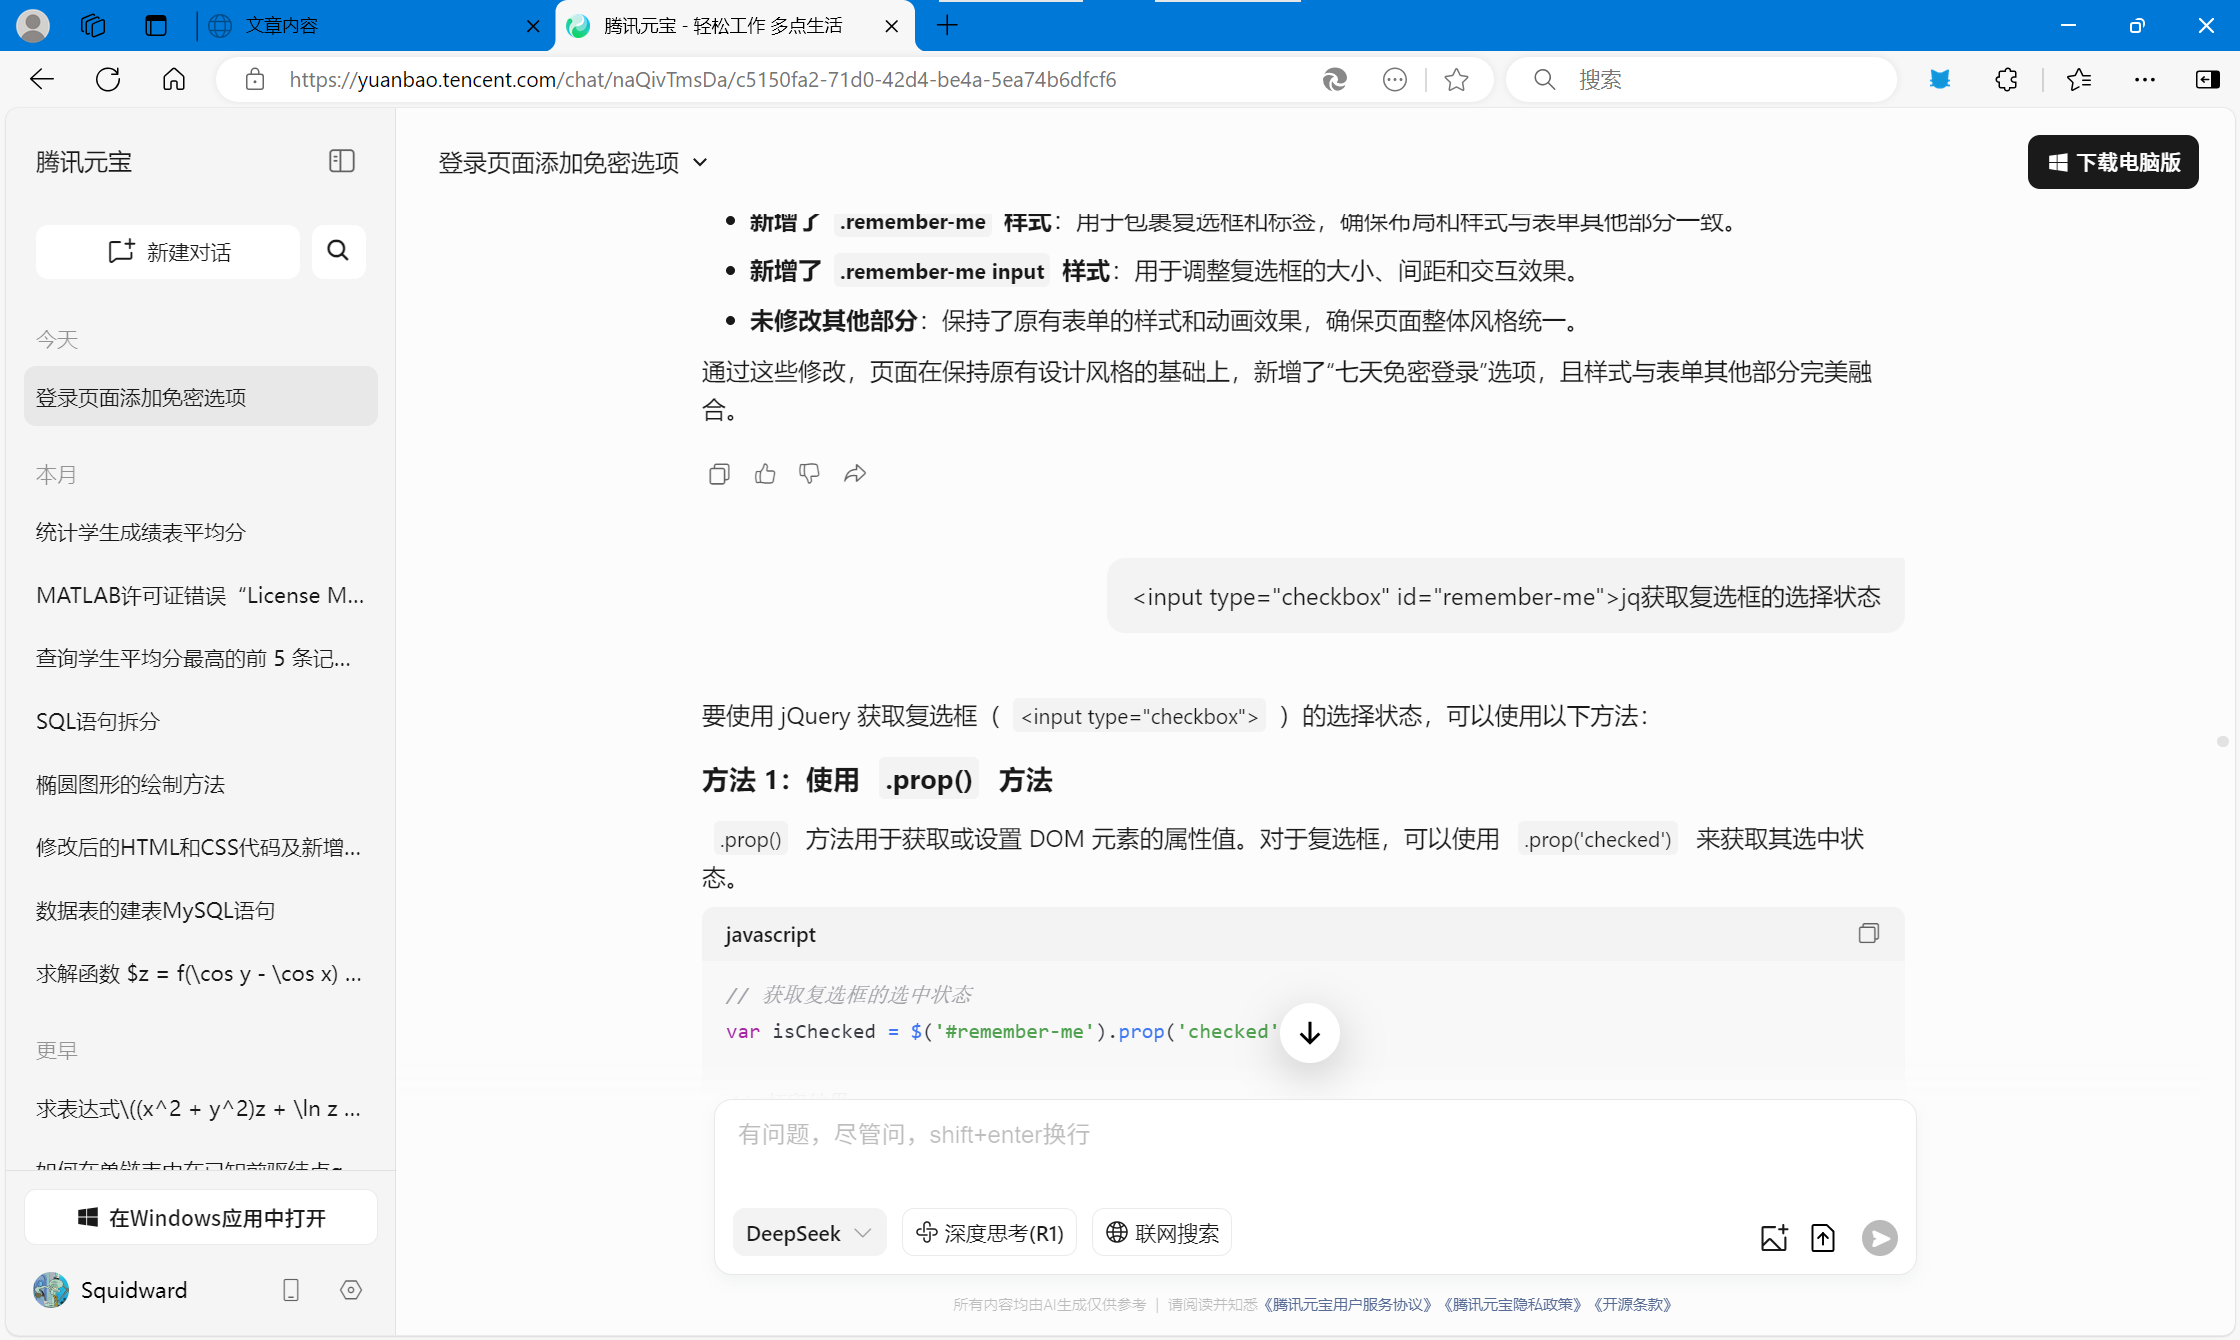 文章内容
腾讯元宝 - 轻松工作 多点生活
https://yuanbao.tencent.com/chat/naQivTmsDa/c5150fa2-71d0-42d4-be4a-5ea74b6dfcf6
搜索
腾讯元宝
新建对话
今天
登录页面添加免密选项
本月
统计学生成绩表平均分
MATLAB许可证错误“License M...
查询学生平均分最高的前 5 条记...
SQL语句拆分
椭圆图形的绘制方法
修改后的HTML和CSS代码及新增...
数据表的建表MySQL语句
求解函数 $z = f(\cos y - \cos x) ...
更早
求表达式\((x^2 + y^2)z + \ln z ...
在Windows应用中打开
Squidward
登录页面添加免密选项
下载电脑版
新增了 .remember-me 样式：用于包裹复选框和标签，确保布局和样式与表单其他部分一致。
新增了 .remember-me input 样式：用于调整复选框的大小、间距和交互效果。
未修改其他部分：保持了原有表单的样式和动画效果，确保页面整体风格统一。
通过这些修改，页面在保持原有设计风格的基础上，新增了“七天免密登录”选项，且样式与表单其他部分完美融
合。
<input type="checkbox" id="remember-me">jq获取复选框的选择状态
要使用 jQuery 获取复选框（ <input type="checkbox"> ）的选择状态，可以使用以下方法：
方法 1：使用 .prop() 方法
.prop() 方法用于获取或设置 DOM 元素的属性值。对于复选框，可以使用 .prop('checked') 来获取其选中状
态。
javascript
// 获取复选框的选中状态
var isChecked = $('#remember-me').prop('checked'
有问题，尽管问，shift+enter换行
DeepSeek
深度思考(R1)
联网搜索
所有内容均由AI生成仅供参考 | 请阅读并知悉《腾讯元宝用户服务协议》《腾讯元宝隐私政策》《开源条款》